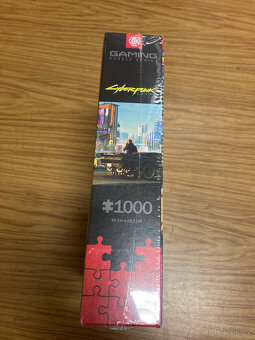 GAMING
PUZZLE SERIES
Cyberpunk
1000